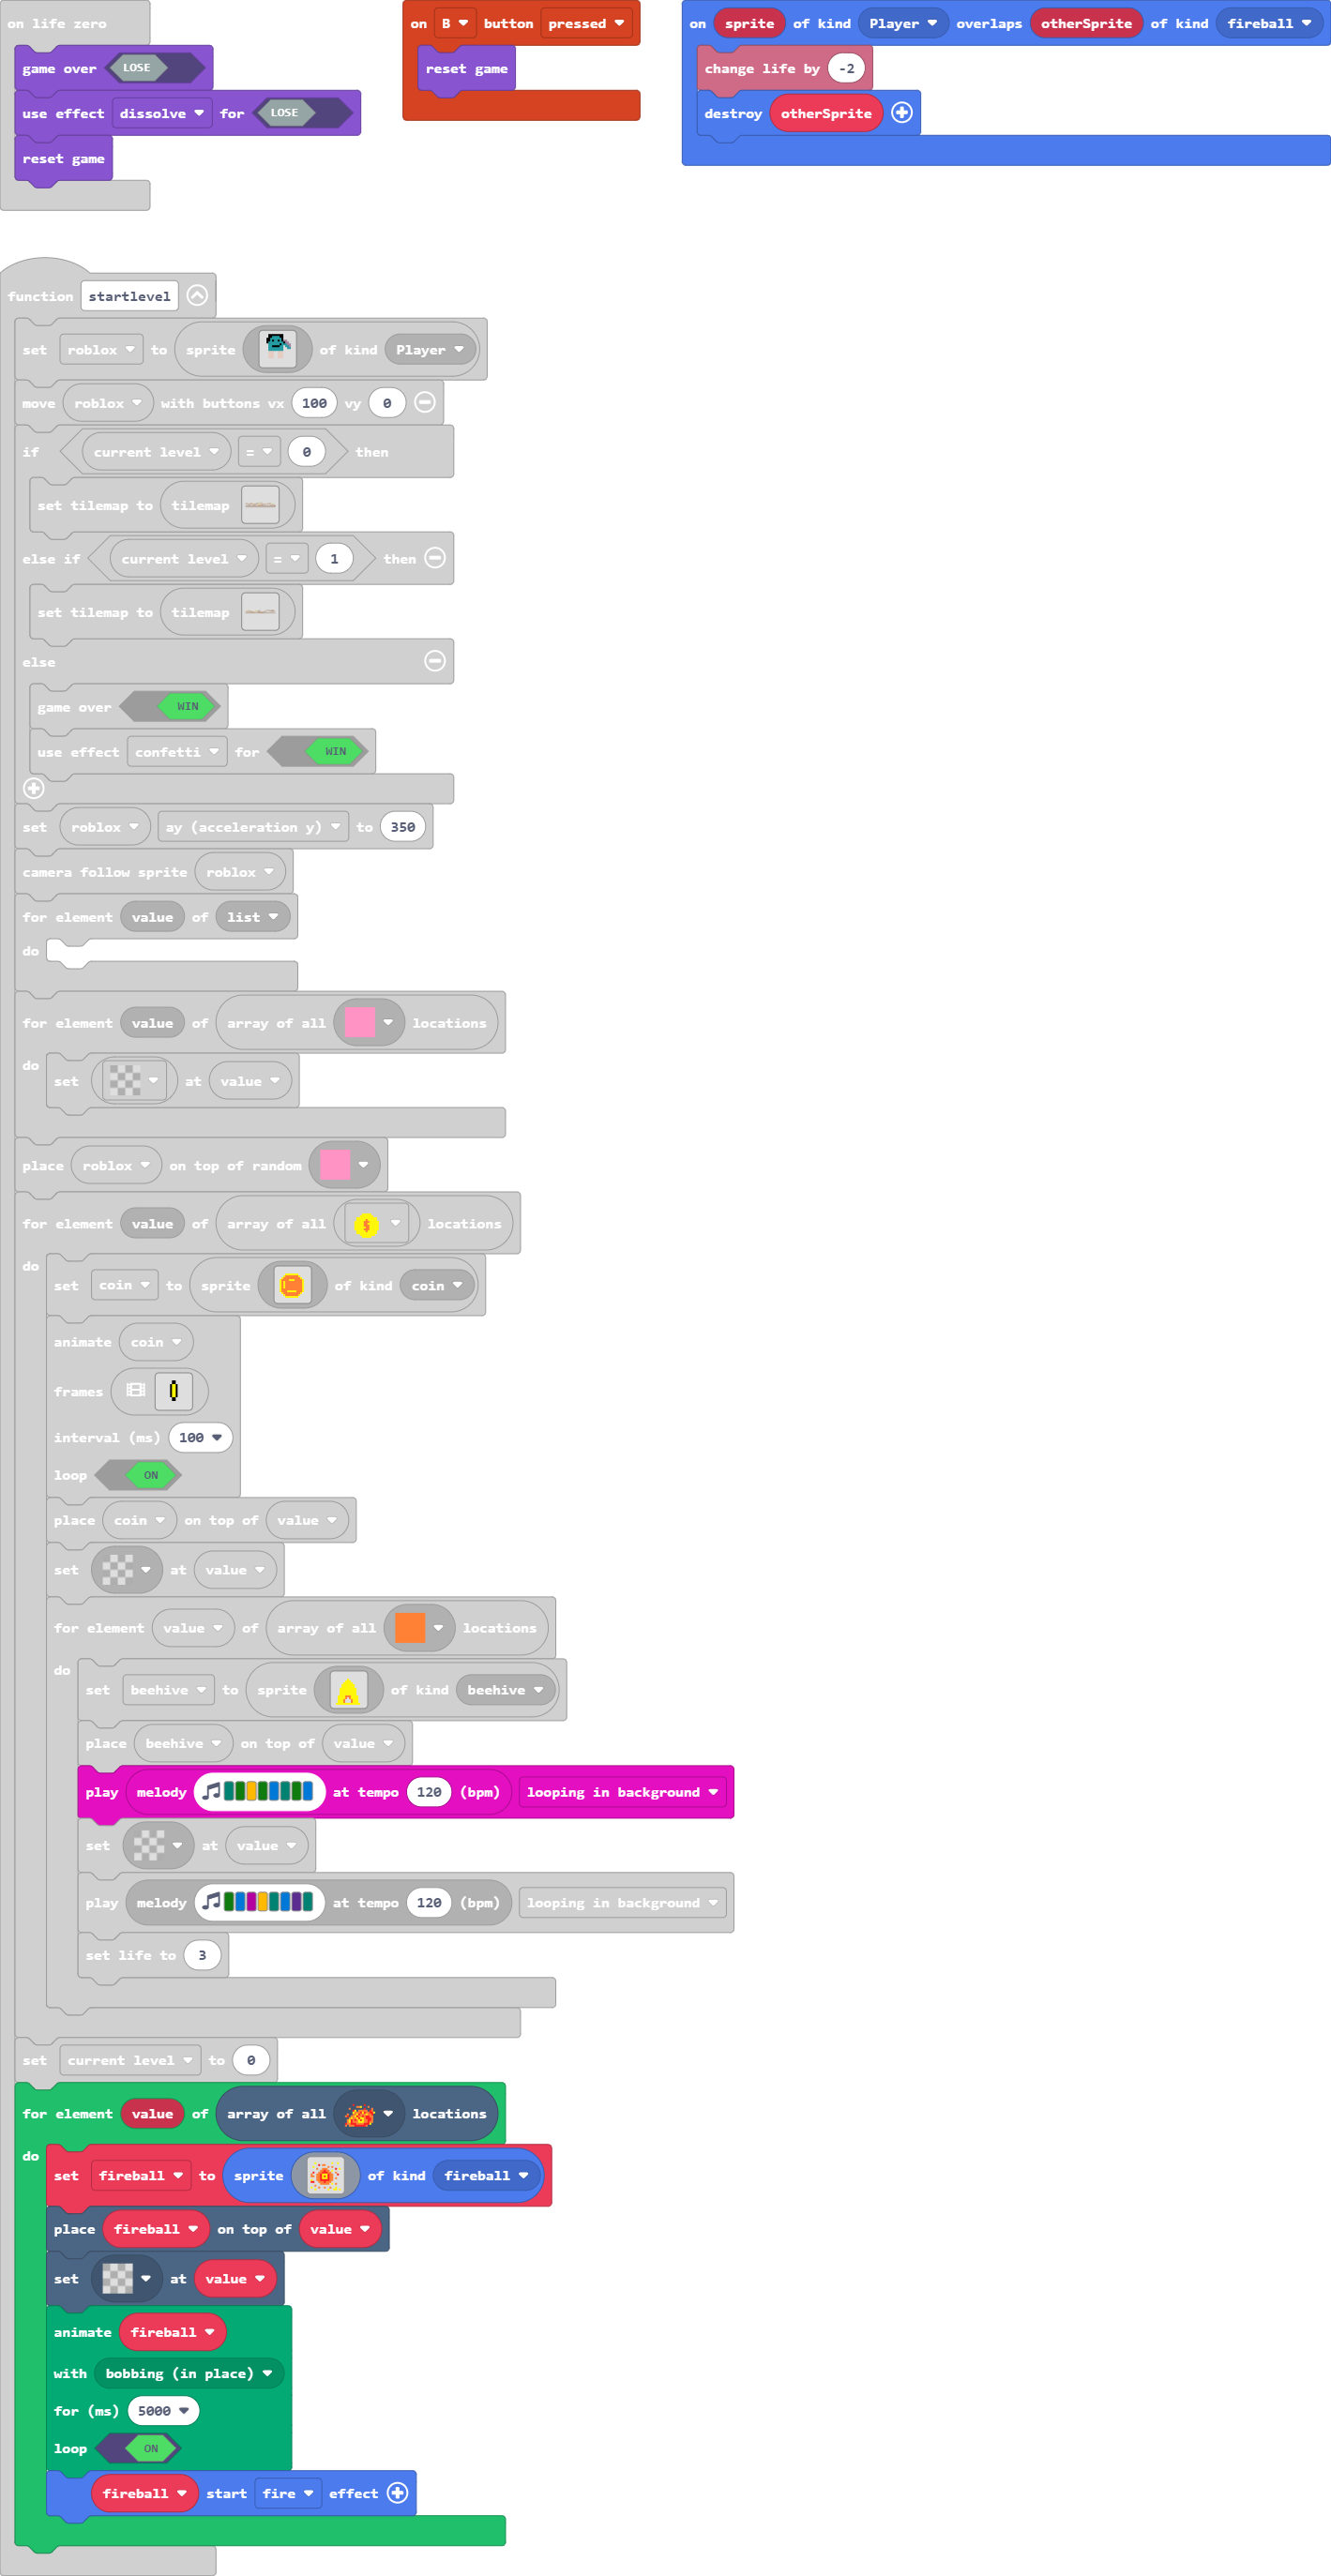 on life zero
game over LOSE
use effect dissolve for LOSE
reset game
on B button pressed
reset game
on sprite of kind Player overlaps otherSprite of kind fireball
change life by -2
destroy otherSprite
function startlevel
set roblox to sprite of kind Player
move roblox with buttons vx 100 vy 0
if current level = 0 then
set tilemap to tilemap
else if current level = 1 then
set tilemap to tilemap
else
game over WIN
use effect confetti for WIN
set roblox ay (acceleration y) to 350
camera follow sprite roblox
for element value of list
do
for element value of array of all locations
do
set at value
place roblox on top of random
for element value of array of all $ locations
do
set coin to sprite of kind coin
animate coin
frames
interval (ms) 100
loop ON
place coin on top of value
set at value
for element value of array of all locations
do
set beehive to sprite of kind beehive
place beehive on top of value
play melody at tempo 120 (bpm) looping in background
set at value
play melody at tempo 120 (bpm) looping in background
set life to 3
set current level to 0
for element value of array of all locations
do
set fireball to sprite of kind fireball
place fireball on top of value
set at value
animate fireball
with bobbing (in place)
for (ms) 5000
loop ON
fireball start fire effect